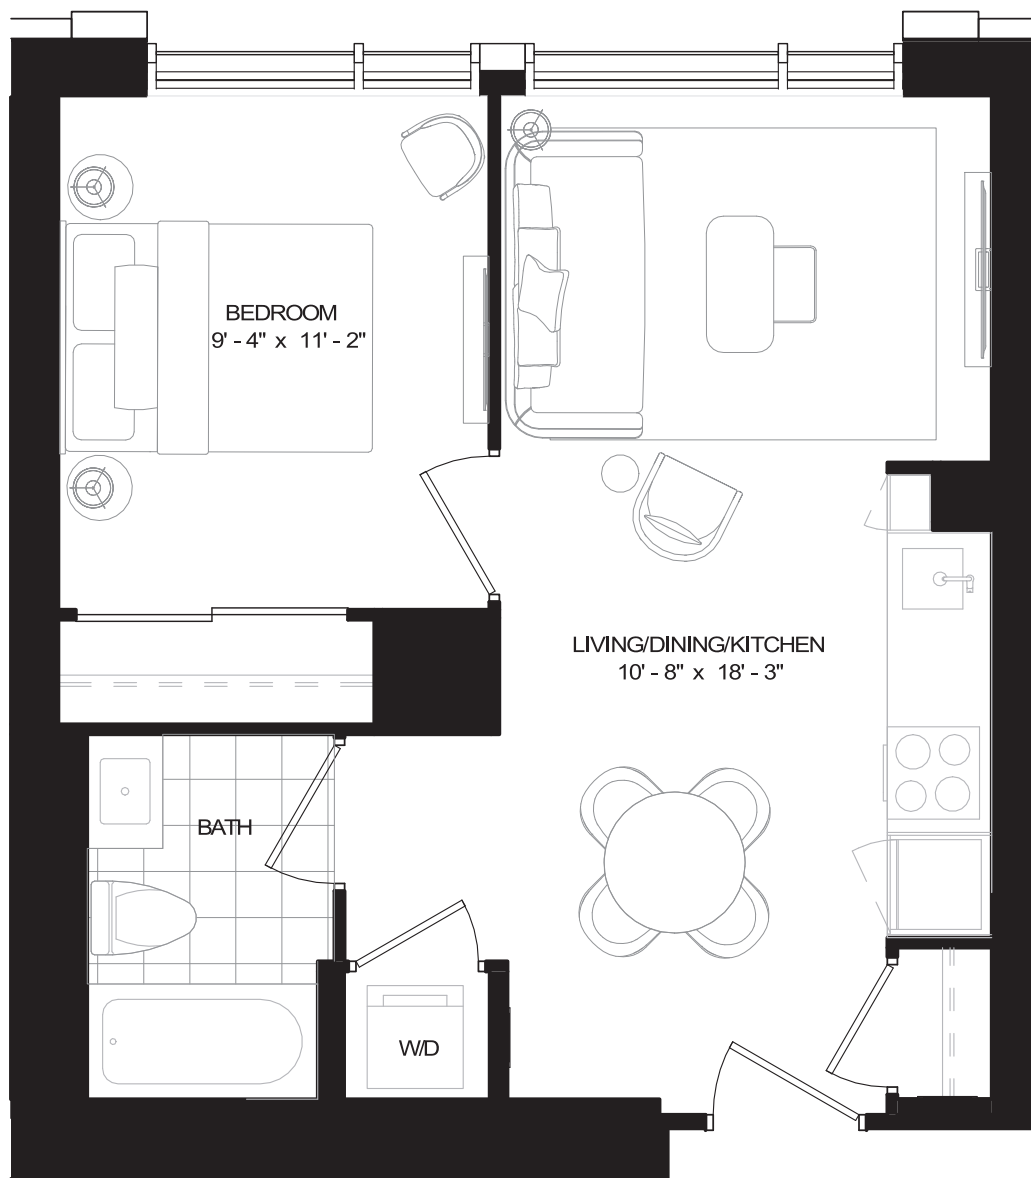 BEDROOM
9' - 4" x 11' - 2"
LIVING/DINING/KITCHEN
10' - 8" x 18' - 3"
BATH
W/D